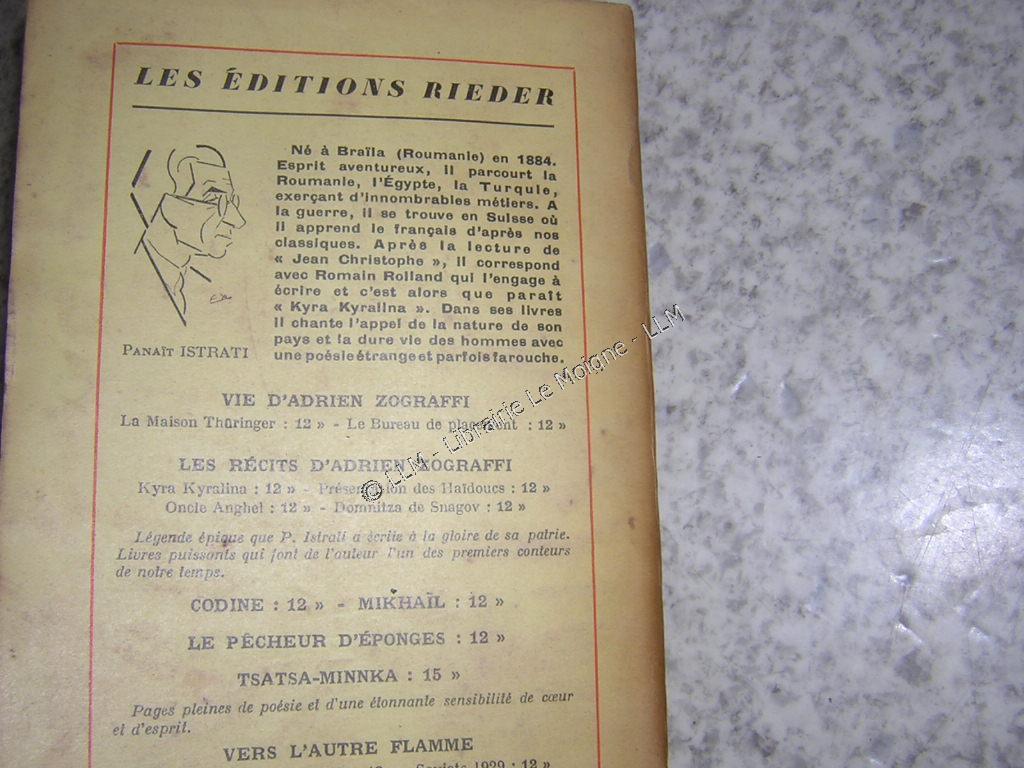 LES ÉDITIONS RIEDER
Né à Braïla (Roumanie) en 1884.
Esprit aventureux, il parcourt la
Roumanie, l'Égypte, la Turquie,
exerçant d'innombrables métiers. A
la guerre, il se trouve en Suisse où
il apprend le français d'après nos
classiques. Après la lecture de
« Jean Christophe », il correspond
avec Romain Rolland qui l'engage à
écrire et c'est alors que paraît
« Kyra Kyralina ». Dans ses livres
il chante l'appel de la nature de son
pays et la dure vie des hommes avec
une poésie étrange et parfois farouche.
PANAÏT ISTRATI
VIE D'ADRIEN ZOGRAFFI
La Maison Thüringer : 12 » - Le Bureau de placement : 12 »
LES RÉCITS D'ADRIEN ZOGRAFFI
Kyra Kyralina : 12 » - Présentation des Haïdoucs : 12 »
Oncle Anghel : 12 » - Domnitza de Snagov : 12 »
Légende épique que P. Istrati a écrite à la gloire de sa patrie.
Livres puissants qui font de l'auteur l'un des premiers conteurs
de notre temps.
CODINE : 12 » - MIKHAÏL : 12 »
LE PÊCHEUR D'ÉPONGES : 12 »
TSATSA-MINNKA : 15 »
Pages pleines de poésie et d'une étonnante sensibilité de cœur
et d'esprit.
VERS L'AUTRE FLAMME
Soviets 1929 : 12 »
© LLM - Librairie Le Moigne - LLM